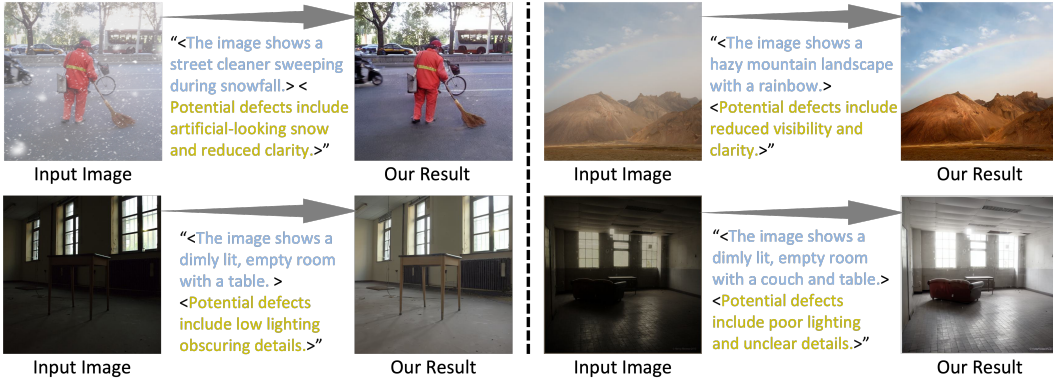 “<The image shows a
street cleaner sweeping
during snowfall.> <
Potential defects include
artificial-looking snow
and reduced clarity.>”
Input Image
Our Result
“<The image shows a
hazy mountain landscape
with a rainbow.>
<Potential defects include
reduced visibility and
clarity.>”
Input Image
Our Result
“<The image shows a
dimly lit, empty room
with a table. >
<Potential defects
include low lighting
obscuring details.>”
Input Image
Our Result
“<The image shows a
dimly lit, empty room
with a couch and table.>
<Potential defects
include poor lighting
and unclear details.>”
Input Image
Our Result